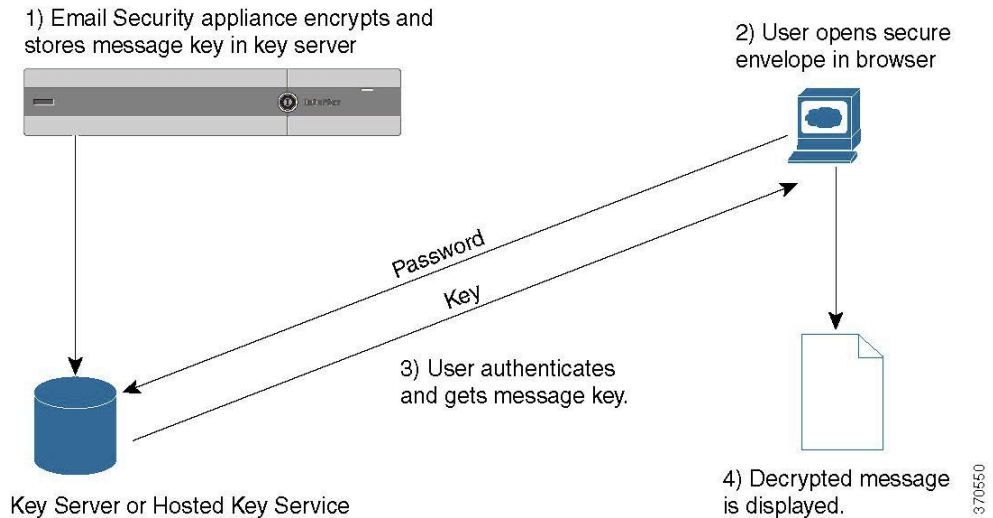 1) Email Security appliance encrypts and
stores message key in key server
2) User opens secure
envelope in browser
Password
Key
3) User authenticates
and gets message key.
Key Server or Hosted Key Service
4) Decrypted message
is displayed.
370550